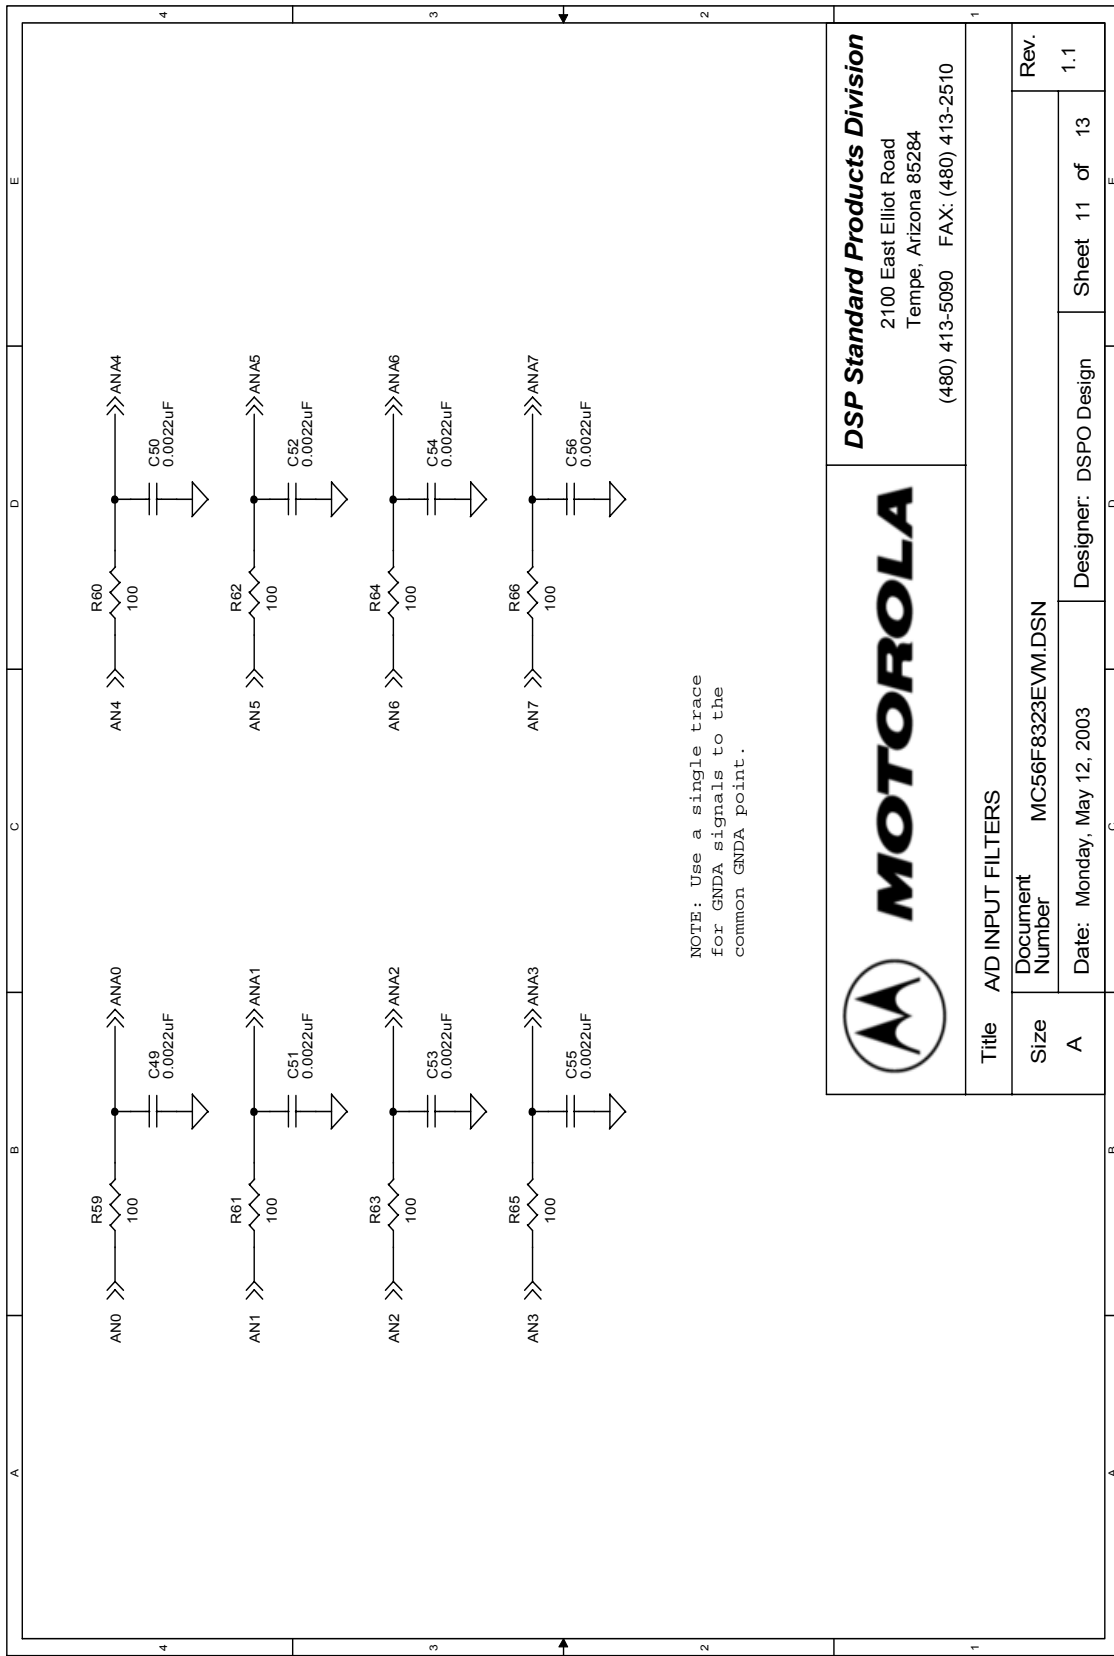 A
B
C
D
E
4
3
2
1
AN0
R59
100
ANA0
C49
0.0022uF
AN4
R60
100
ANA4
C50
0.0022uF
AN1
R61
100
ANA1
C51
0.0022uF
AN5
R62
100
ANA5
C52
0.0022uF
AN2
R63
100
ANA2
C53
0.0022uF
AN6
R64
100
ANA6
C54
0.0022uF
AN3
R65
100
ANA3
C55
0.0022uF
AN7
R66
100
ANA7
C56
0.0022uF
NOTE: Use a single trace
for GNDA signals to the
common GNDA point.
MOTOROLA
DSP Standard Products Division
2100 East Elliot Road
Tempe, Arizona 85284
(480) 413-5090 FAX: (480) 413-2510
Title A/D INPUT FILTERS
Size
A
Document
Number
MC56F8323EVM.DSN
Rev.
1.1
Date: Monday, May 12, 2003
Designer: DSPO Design
Sheet 11 of 13
4
3
2
1
A
B
C
D
E